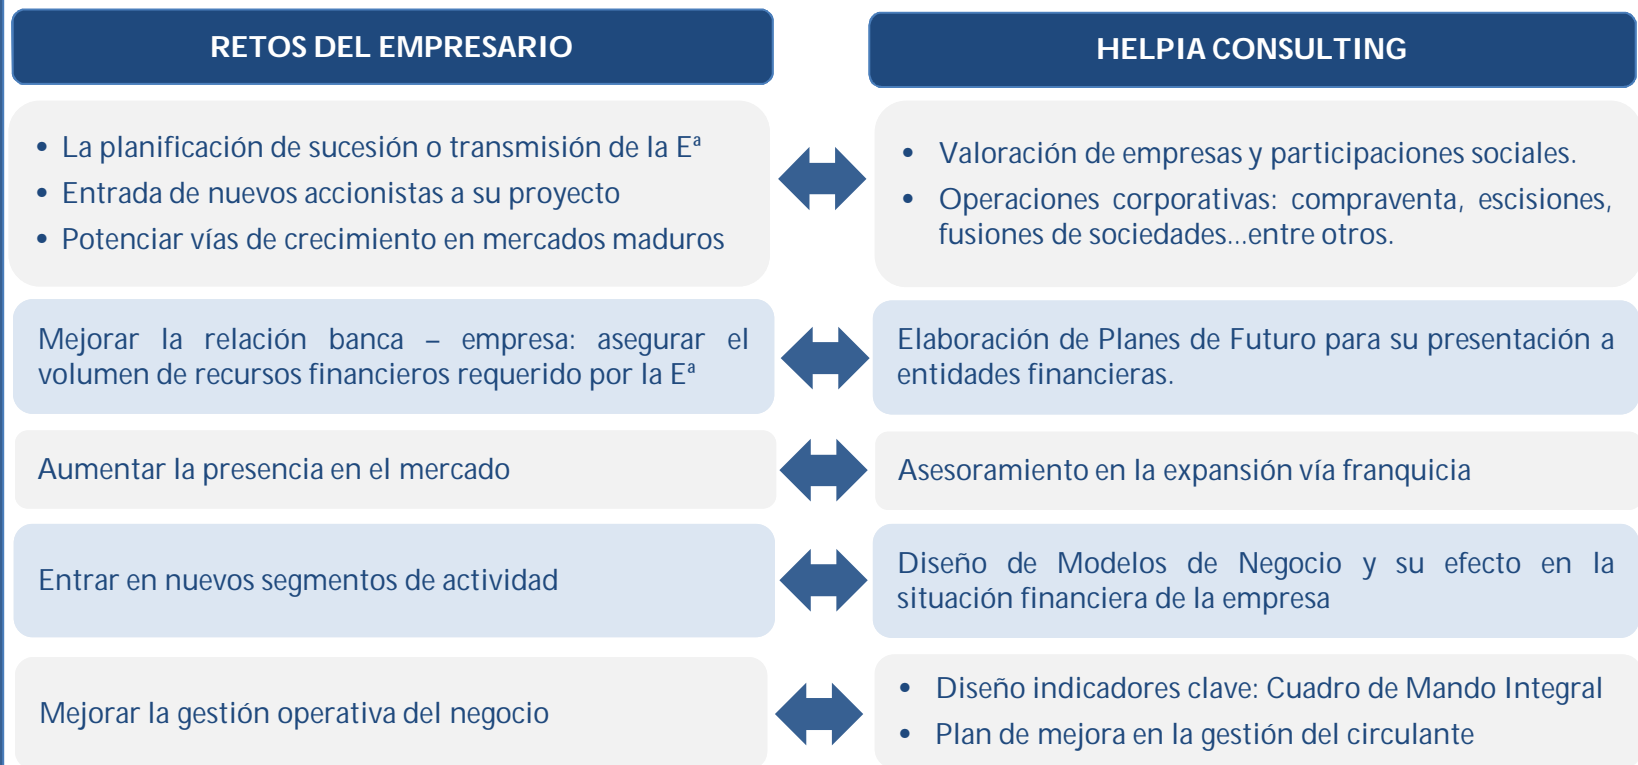 RETOS DEL EMPRESARIO
HELPIA CONSULTING
• La planificación de sucesión o transmisión de la Eª
• Entrada de nuevos accionistas a su proyecto
• Potenciar vías de crecimiento en mercados maduros
• Valoración de empresas y participaciones sociales.
• Operaciones corporativas: compraventa, escisiones,
fusiones de sociedades...entre otros.
Mejorar la relación banca – empresa: asegurar el
volumen de recursos financieros requerido por la Eª
Elaboración de Planes de Futuro para su presentación a
entidades financieras.
Aumentar la presencia en el mercado
Asesoramiento en la expansión vía franquicia
Entrar en nuevos segmentos de actividad
Diseño de Modelos de Negocio y su efecto en la
situación financiera de la empresa
Mejorar la gestión operativa del negocio
• Diseño indicadores clave: Cuadro de Mando Integral
• Plan de mejora en la gestión del circulante